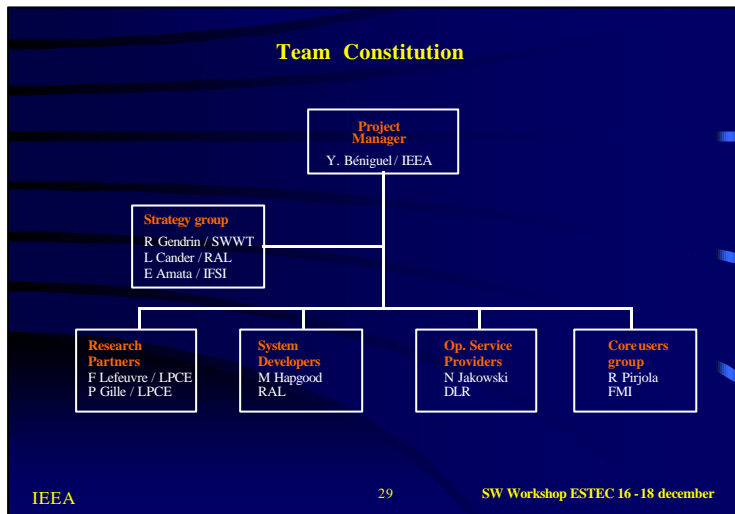 Team Constitution
Project
Manager
Y. Béniguel / IEEA
Strategy group
R Gendrin / SWWT
L Cander / RAL
E Amata / IFSI
Research
Partners
F Lefeuvre / LPCE
P Gille / LPCE
System
Developers
M Hapgood
RAL
Op. Service
Providers
N Jakowski
DLR
Core users
group
R Pirjola
FMI
IEEA
29
SW Workshop ESTEC 16 - 18 december